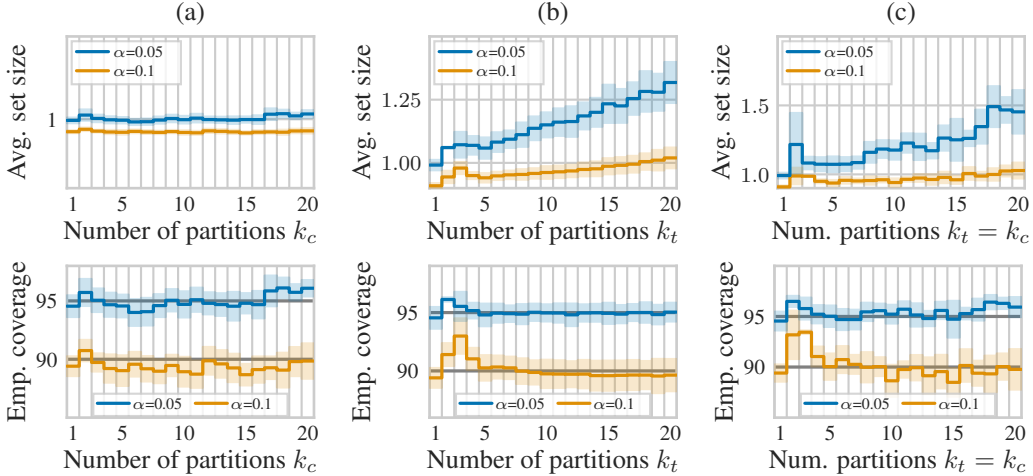 (a)
(b)
(c)
Avg. set size
α=0.05
α=0.1
1
1
5
10
15
20
Number of partitions k_c
Avg. set size
α=0.05
α=0.1
1.25
1.00
1
5
10
15
20
Number of partitions k_t
Avg. set size
α=0.05
α=0.1
1.5
1.0
1
5
10
15
20
Num. partitions k_t = k_c
Emp. coverage
95
90
α=0.05 α=0.1
1
5
10
15
20
Number of partitions k_c
Emp. coverage
95
90
α=0.05 α=0.1
1
5
10
15
20
Number of partitions k_t
Emp. coverage
95
90
α=0.05 α=0.1
1
5
10
15
20
Num. partitions k_t = k_c